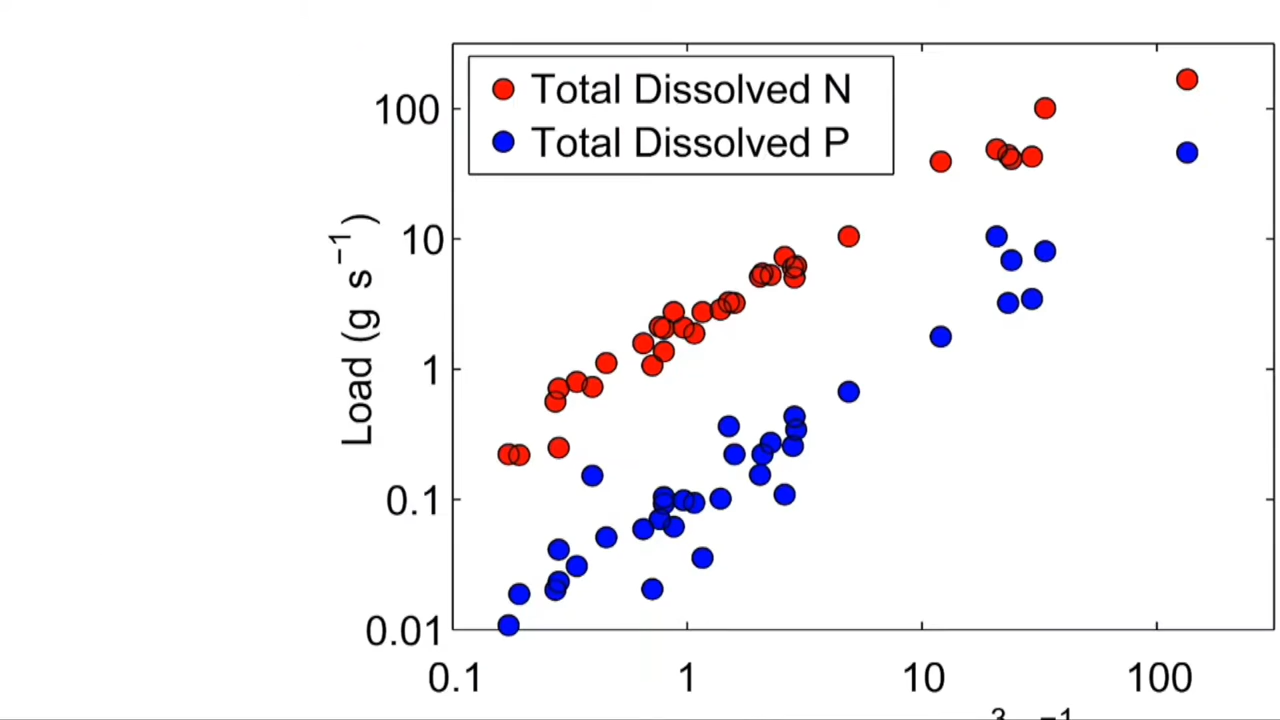 Total Dissolved N
Total Dissolved P
100
10
1
0.1
0.01
Load (g s⁻¹)
0.1 1 10 100